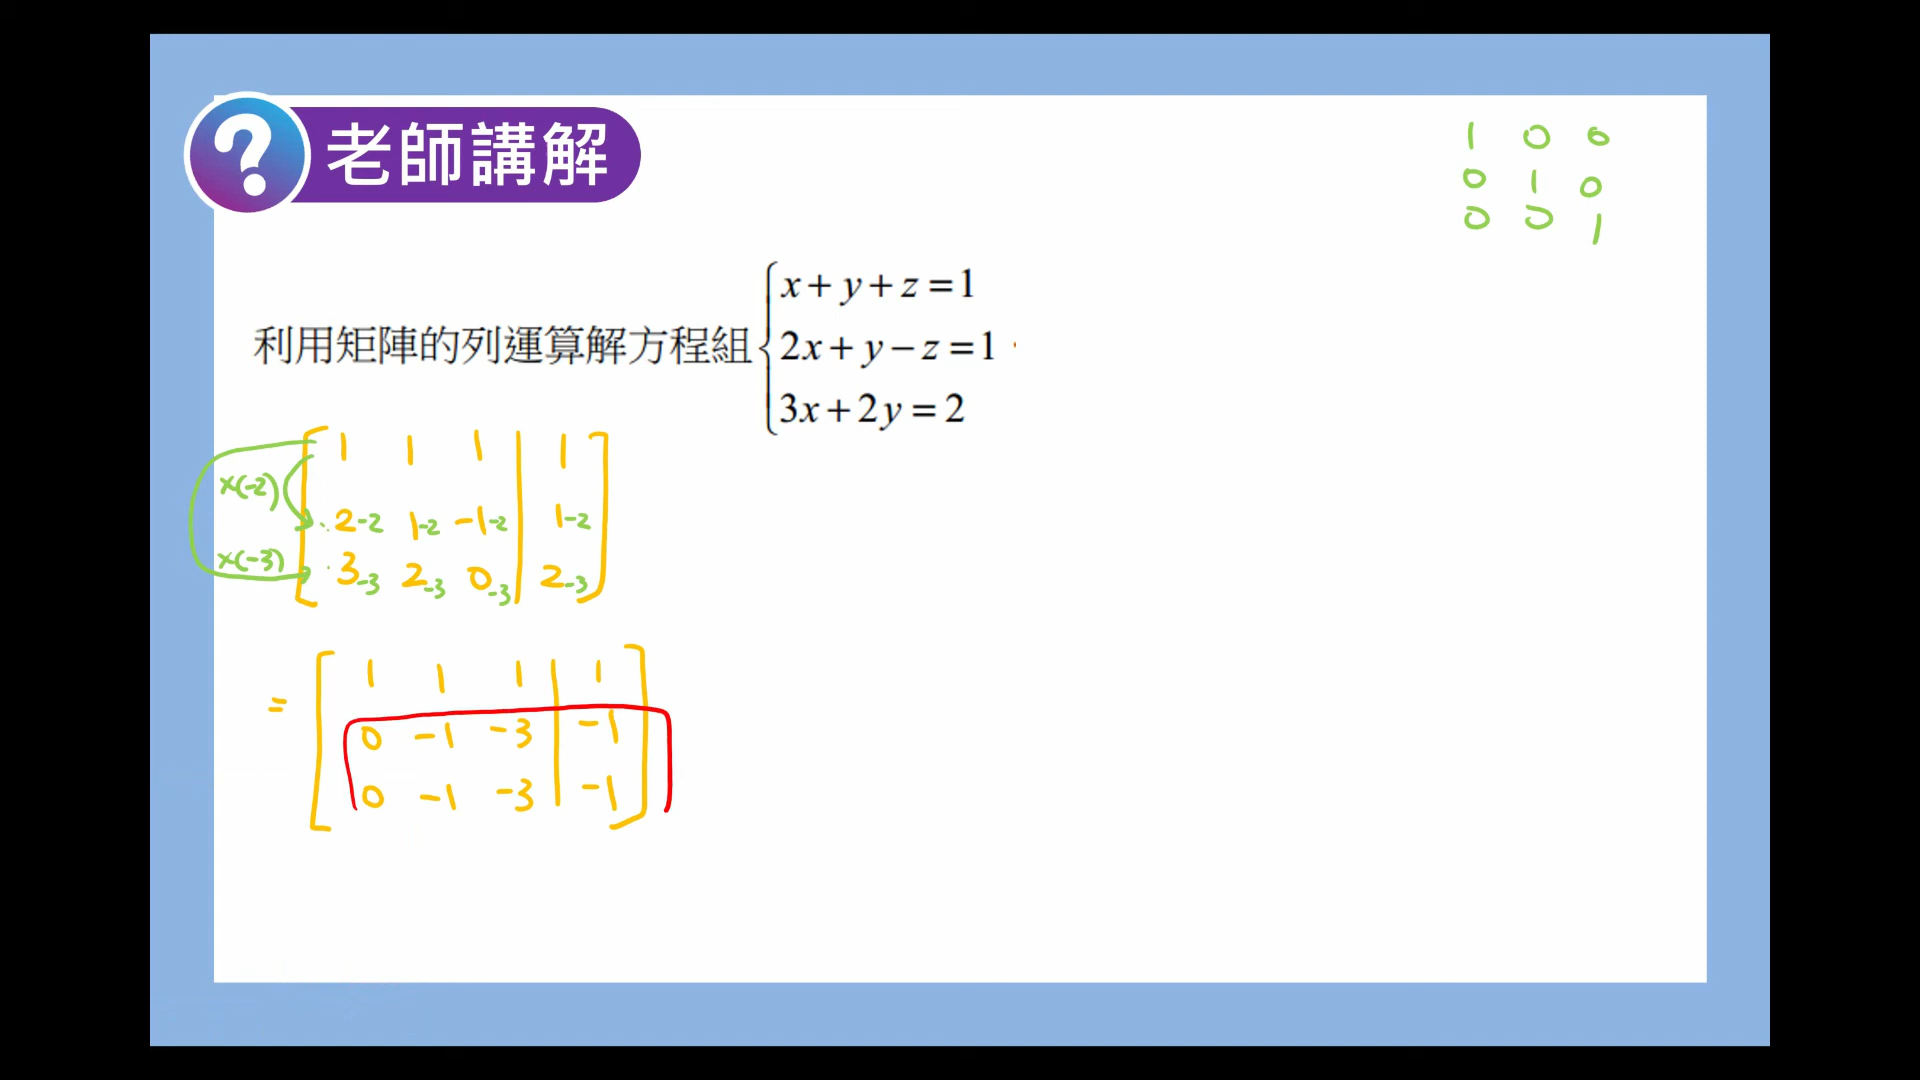 ?
老師講解
1 0 0
0 1 0
0 0 1
利用矩陣的列運算解方程組
x+y+z=1
2x+y−z=1 .
3x+2y=2
1 1 1 | 1
x(-2)
2-2 1-2 -1-2 | 1-2
x(-3)
3-3 2-3 0-3 | 2-3
= 1 1 1 | 1
0 -1 -3 | -1
0 -1 -3 | -1